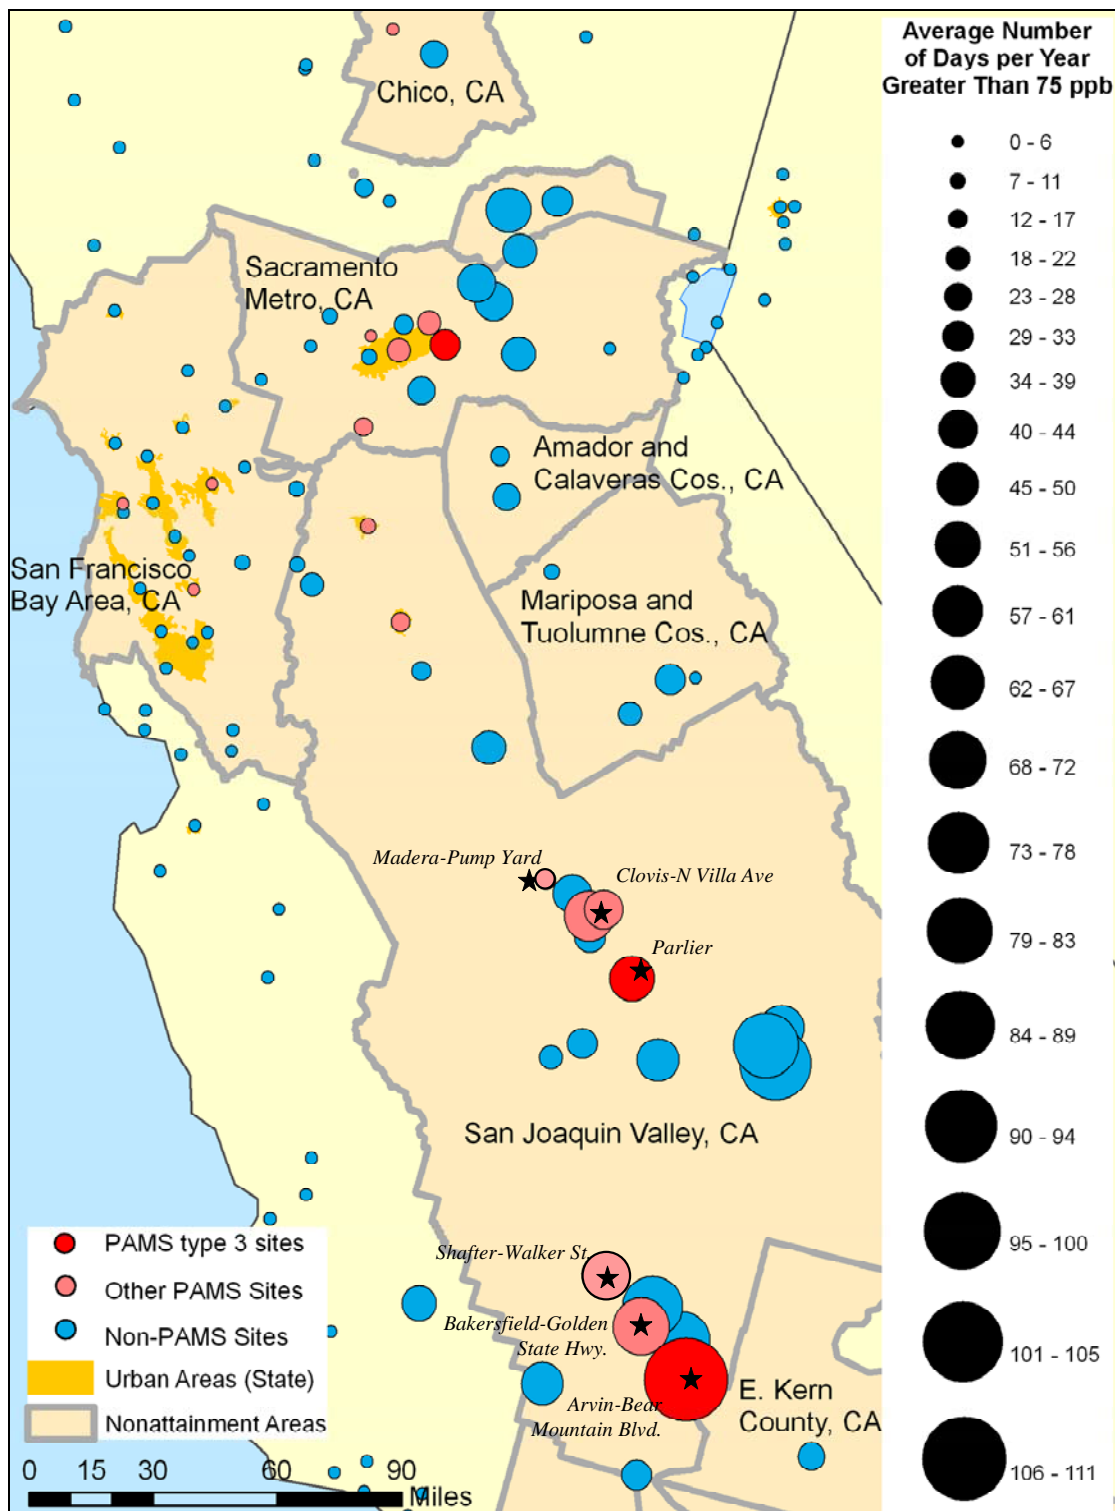 Average Number
of Days per Year
Greater Than 75 ppb
0 - 6
7 - 11
12 - 17
18 - 22
23 - 28
29 - 33
34 - 39
40 - 44
45 - 50
51 - 56
57 - 61
62 - 67
68 - 72
73 - 78
79 - 83
84 - 89
90 - 94
95 - 100
101 - 105
106 - 111
Chico, CA
Sacramento
Metro, CA
Amador and
Calaveras Cos., CA
San Francisco
Bay Area, CA
Mariposa and
Tuolumne Cos., CA
Madera-Pump Yard
Clovis-N Villa Ave
Parlier
San Joaquin Valley, CA
Shafter-Walker St.
Bakersfield-Golden
State Hwy.
Arvin-Bear
Mountain Blvd.
E. Kern
County, CA
PAMS type 3 sites
Other PAMS Sites
Non-PAMS Sites
Urban Areas (State)
Nonattainment Areas
0 15 30 60 90
Miles